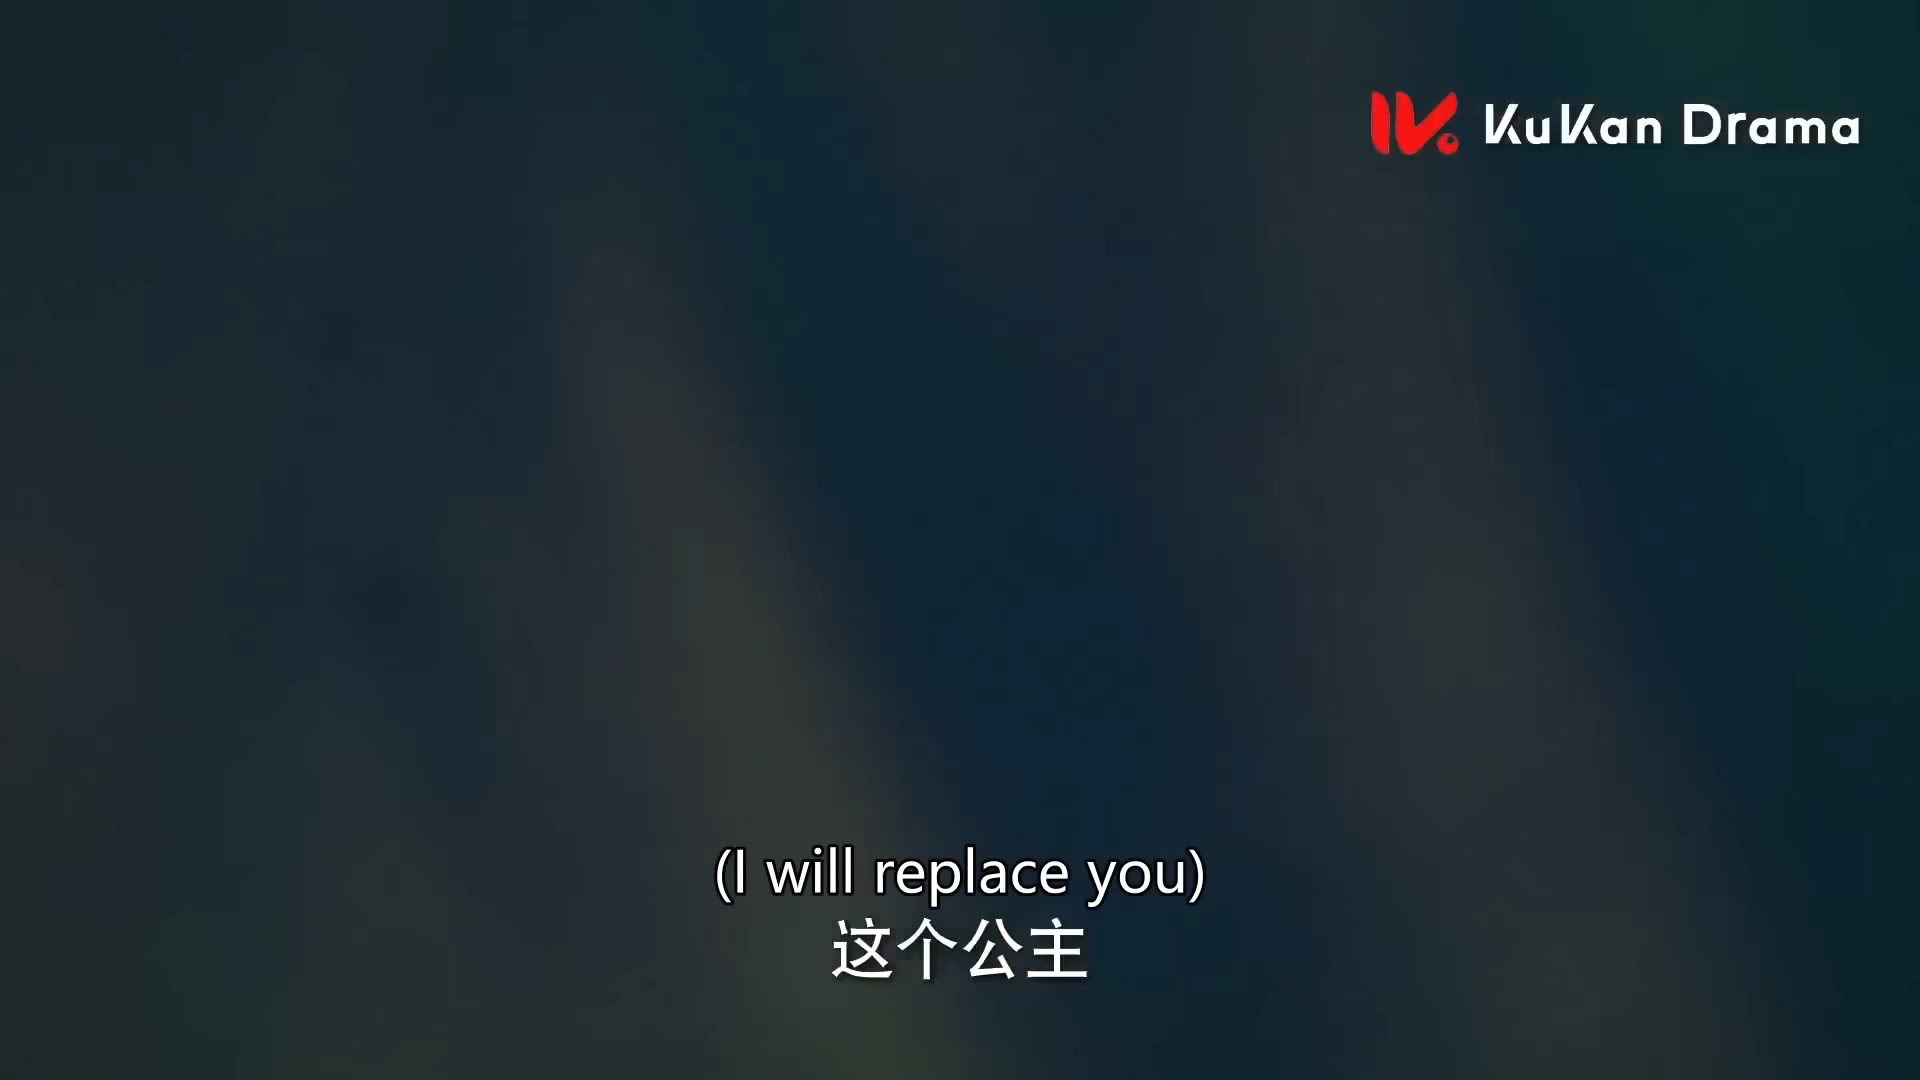 KuKan Drama
(I will replace you)
这个公主